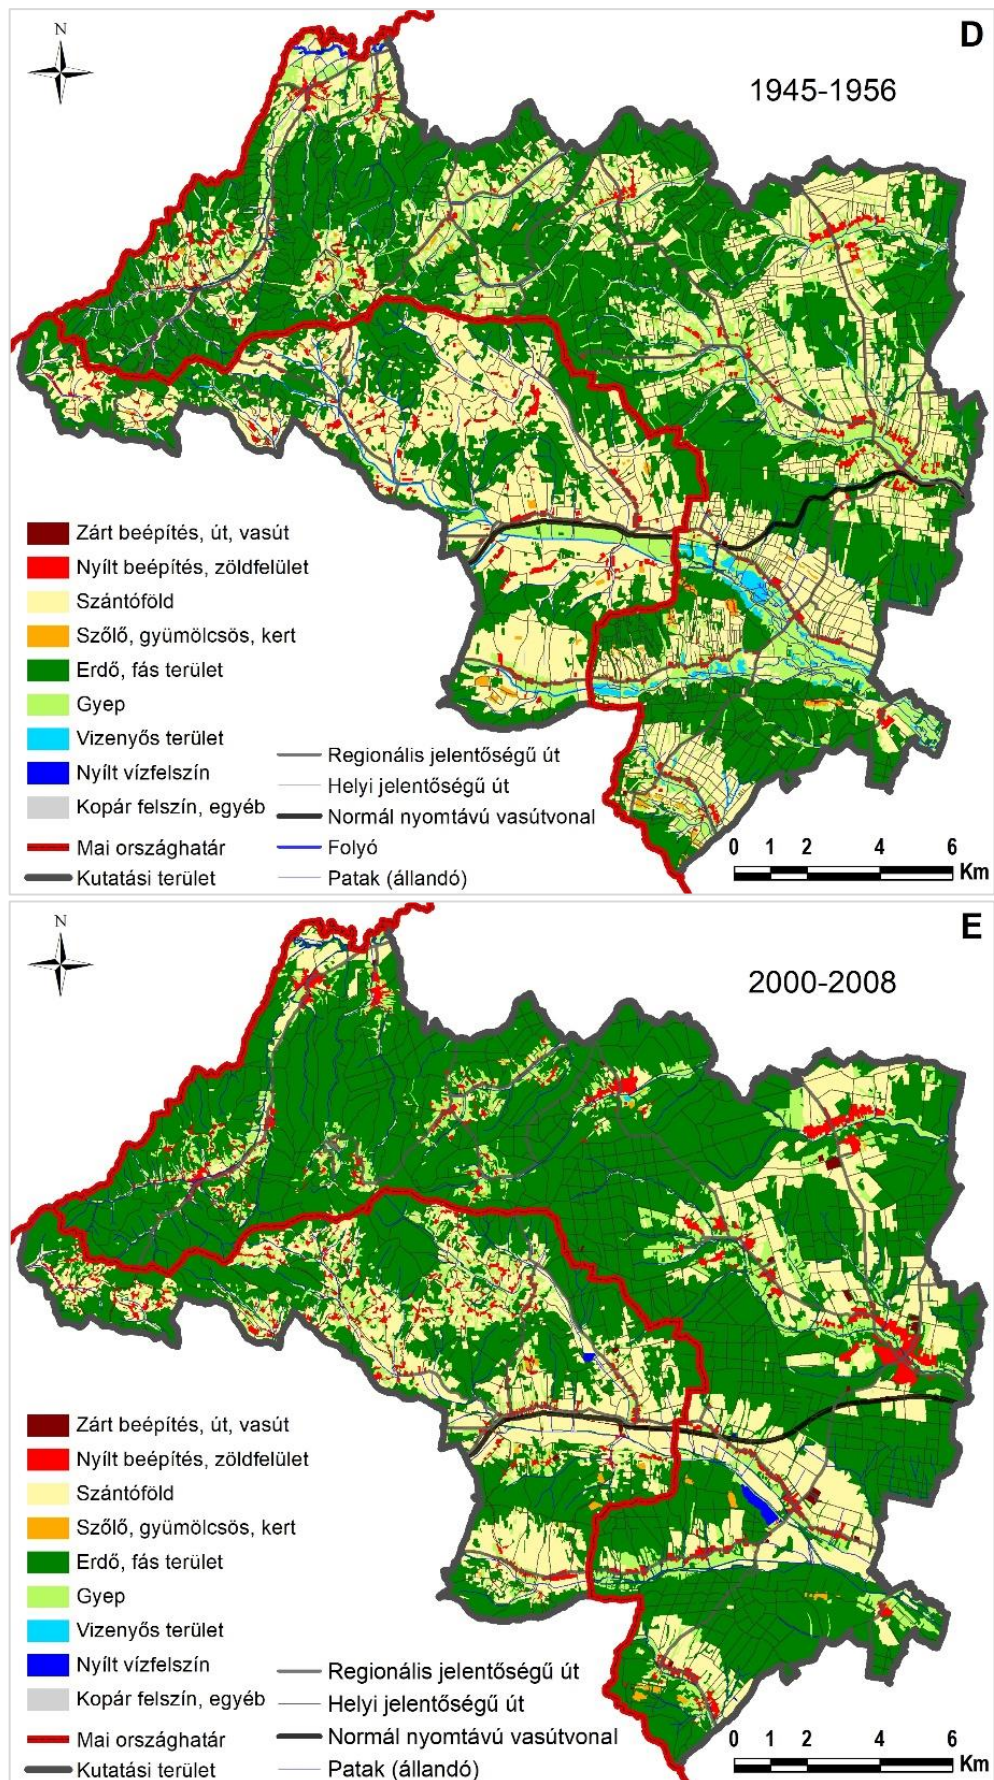 N
D
1945-1956
Zárt beépítés, út, vasút
Nyílt beépítés, zöldfelület
Szántóföld
Szőlő, gyümölcsös, kert
Erdő, fás terület
Gyep
Vizenyős terület
Nyílt vízfelszín
Kopár felszín, egyéb
Mai országhatár
Kutatási terület
Regionális jelentőségű út
Helyi jelentőségű út
Normál nyomtávú vasútvonal
Folyó
Patak (állandó)
0 1 2 4 6
Km
N
E
2000-2008
Zárt beépítés, út, vasút
Nyílt beépítés, zöldfelület
Szántóföld
Szőlő, gyümölcsös, kert
Erdő, fás terület
Gyep
Vizenyős terület
Nyílt vízfelszín
Kopár felszín, egyéb
Mai országhatár
Kutatási terület
Regionális jelentőségű út
Helyi jelentőségű út
Normál nyomtávú vasútvonal
Patak (állandó)
0 1 2 4 6
Km